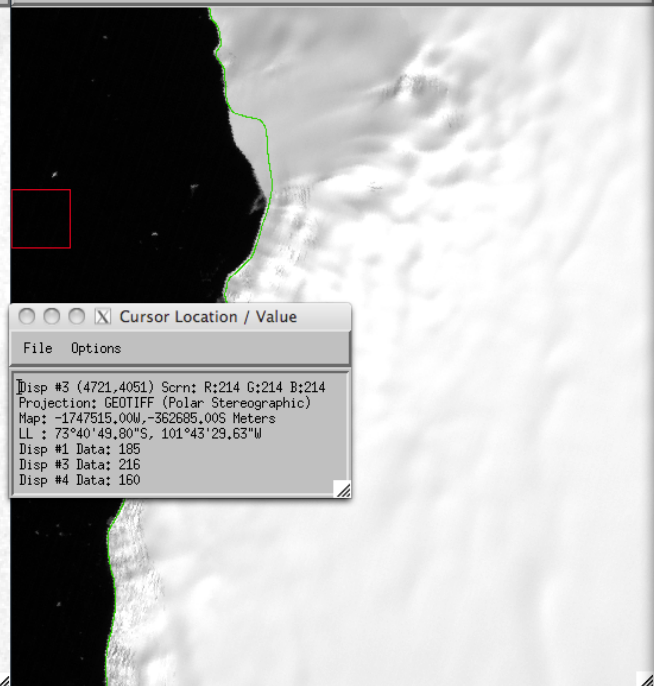 X Cursor Location / Value
File Options
Disp #3 (4721,4051) Scrn: R:214 G:214 B:214
Projection: GEOTIFF (Polar Stereographic)
Map: -1747515.00W,-362685.00S Meters
LL : 73°40'49.80"S, 101°43'29.63"W
Disp #1 Data: 185
Disp #3 Data: 216
Disp #4 Data: 160